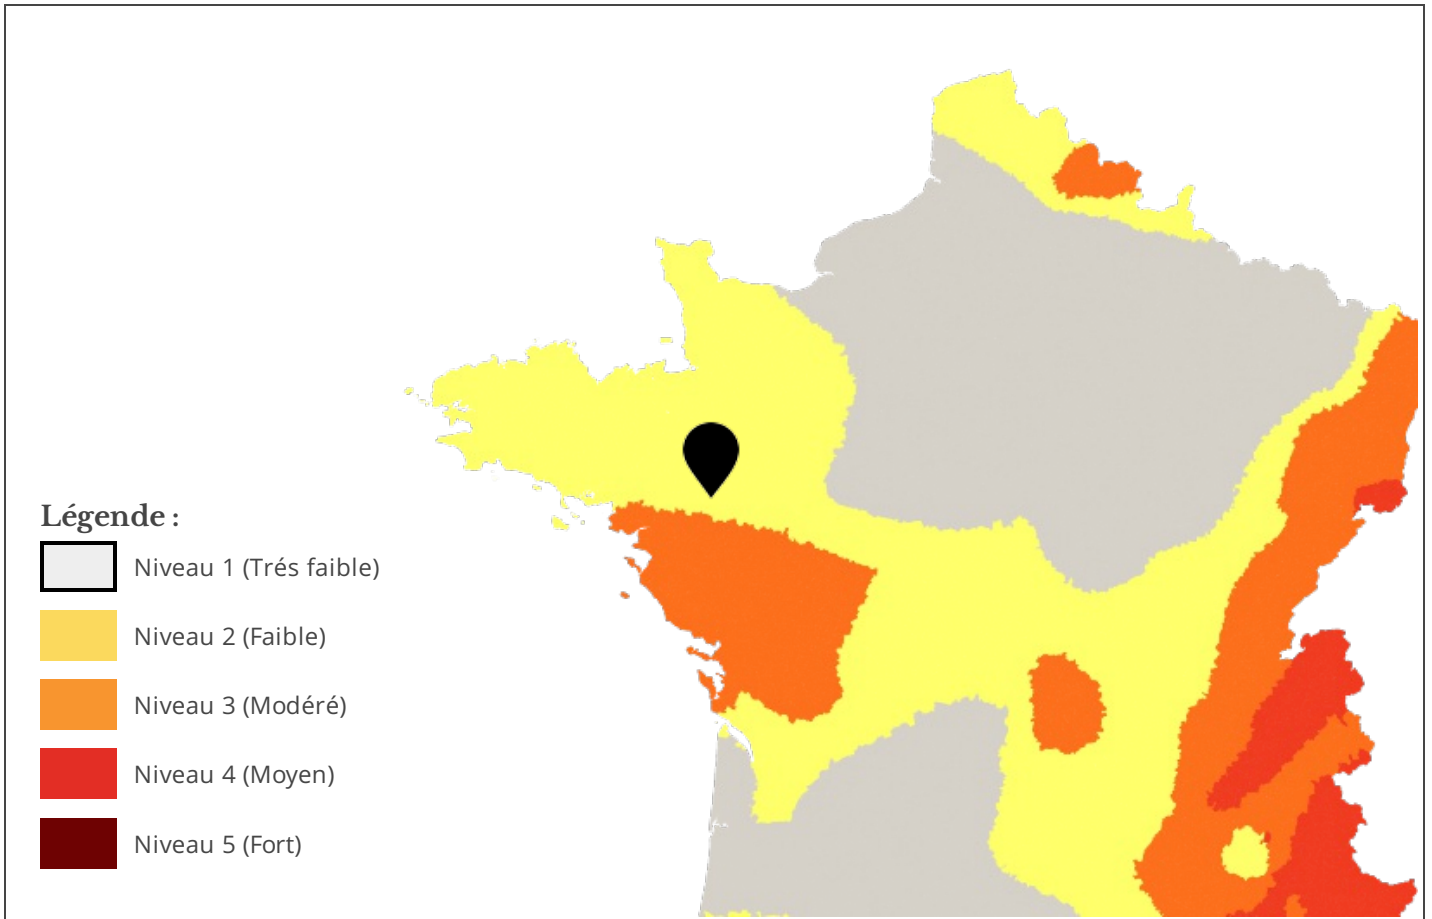 Légende :
Niveau 1 (Trés faible)
Niveau 2 (Faible)
Niveau 3 (Modéré)
Niveau 4 (Moyen)
Niveau 5 (Fort)